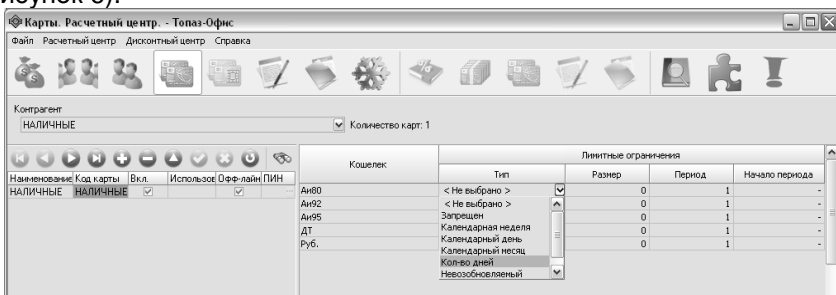 исунок 3).
Карты. Расчетный центр. - Топаз-Офис
Файл Расчетный центр Дисконтный центр Справка
Контрагент
НАЛИЧНЫЕ Количество карт: 1
Наименование Код карты Вкл. Использов Офф-лайн ПИН
НАЛИЧНЫЕ НАЛИЧНЫЕ ...
Кошелек Лимитные ограничения
Тип Размер Период Начало периода
Аи80 < Не выбрано > 0 1 -
Аи92 < Не выбрано > 0 1 -
Аи95 Запрещен 0 1 -
ДТ Календарная неделя 0 1 -
Руб. Календарный день 0 1 -
Календарный месяц
Кол-во дней
Невозобновляемый